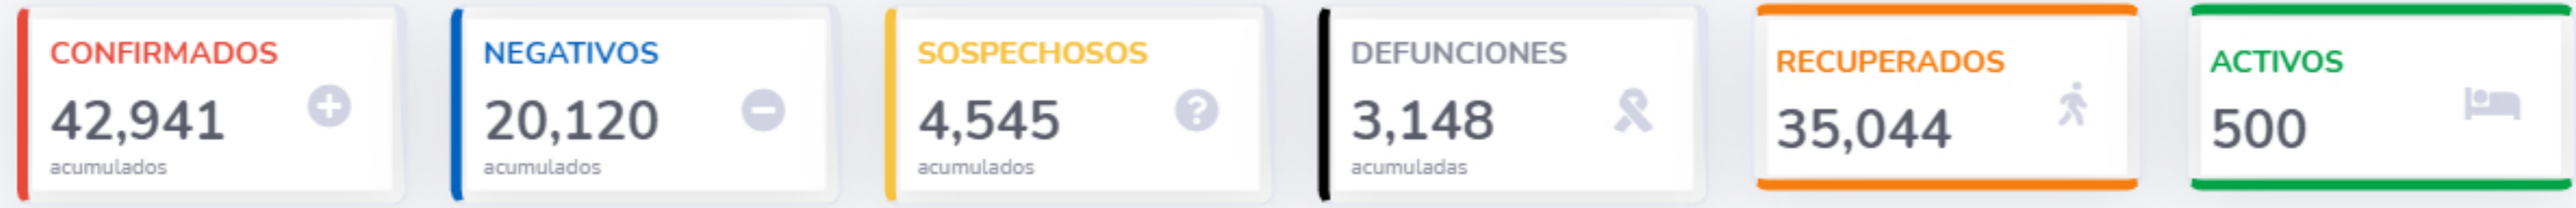 CONFIRMADOS
42,941
acumulados
NEGATIVOS
20,120
acumulados
SOSPECHOSOS
4,545
acumulados
DEFUNCIONES
3,148
acumuladas
RECUPERADOS
35,044
ACTIVOS
500